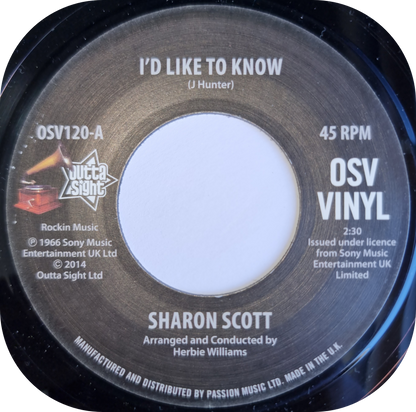 I'D LIKE TO KNOW
(J Hunter)
OSV120-A
45 RPM
Outta
Sight
OSV
VINYL
Rockin Music
℗ 1966 Sony Music
Entertainment UK Ltd
© 2014
Outta Sight Ltd
2:30
Issued under licence
from Sony Music
Entertainment UK
Limited
SHARON SCOTT
Arranged and Conducted by
Herbie Williams
MANUFACTURED AND DISTRIBUTED BY PASSION MUSIC LTD. MADE IN THE U.K.